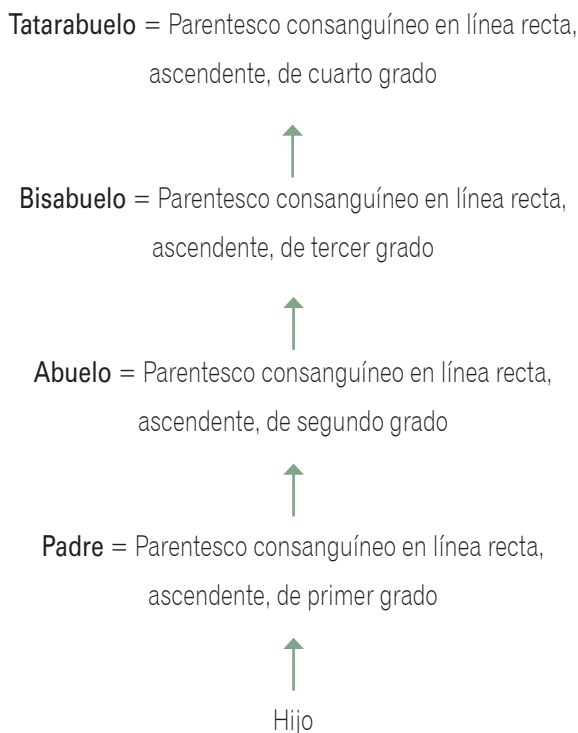 Tatarabuelo = Parentesco consanguíneo en línea recta,
ascendente, de cuarto grado
Bisabuelo = Parentesco consanguíneo en línea recta,
ascendente, de tercer grado
Abuelo = Parentesco consanguíneo en línea recta,
ascendente, de segundo grado
Padre = Parentesco consanguíneo en línea recta,
ascendente, de primer grado
Hijo